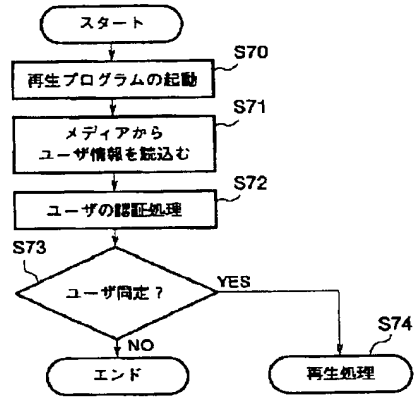 スタート
S70
再生プログラムの起動
S71
メディアから
ユーザ情報を読込む
S72
ユーザの認証処理
S73
ユーザ同定？
YES
S74
NO
エンド
再生処理